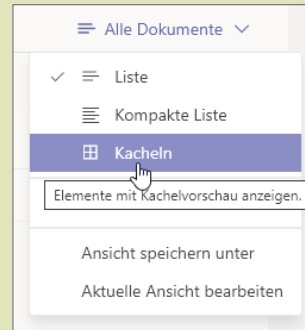 Alle Dokumente
Liste
Kompakte Liste
Kacheln
Elemente mit Kachelvorschau anzeigen.
Ansicht speichern unter
Aktuelle Ansicht bearbeiten